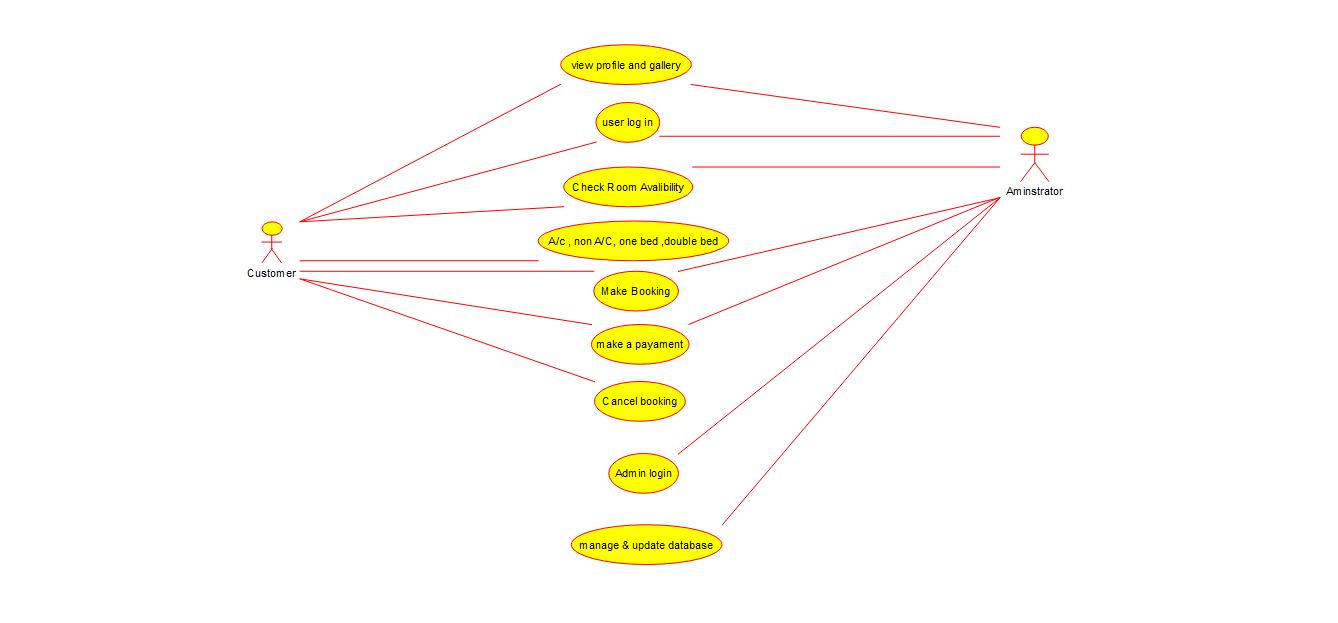 view profile and gallery
user log in
Aminstrator
Check Room Avalibility
A/c , non A/C, one bed ,double bed
Customer
Make Booking
make a payament
Cancel booking
Admin login
manage & update database